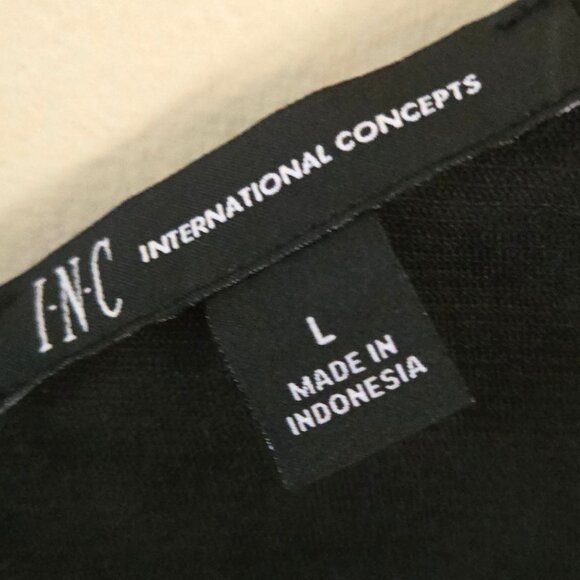 I·N·C INTERNATIONAL CONCEPTS
L
MADE IN
INDONESIA